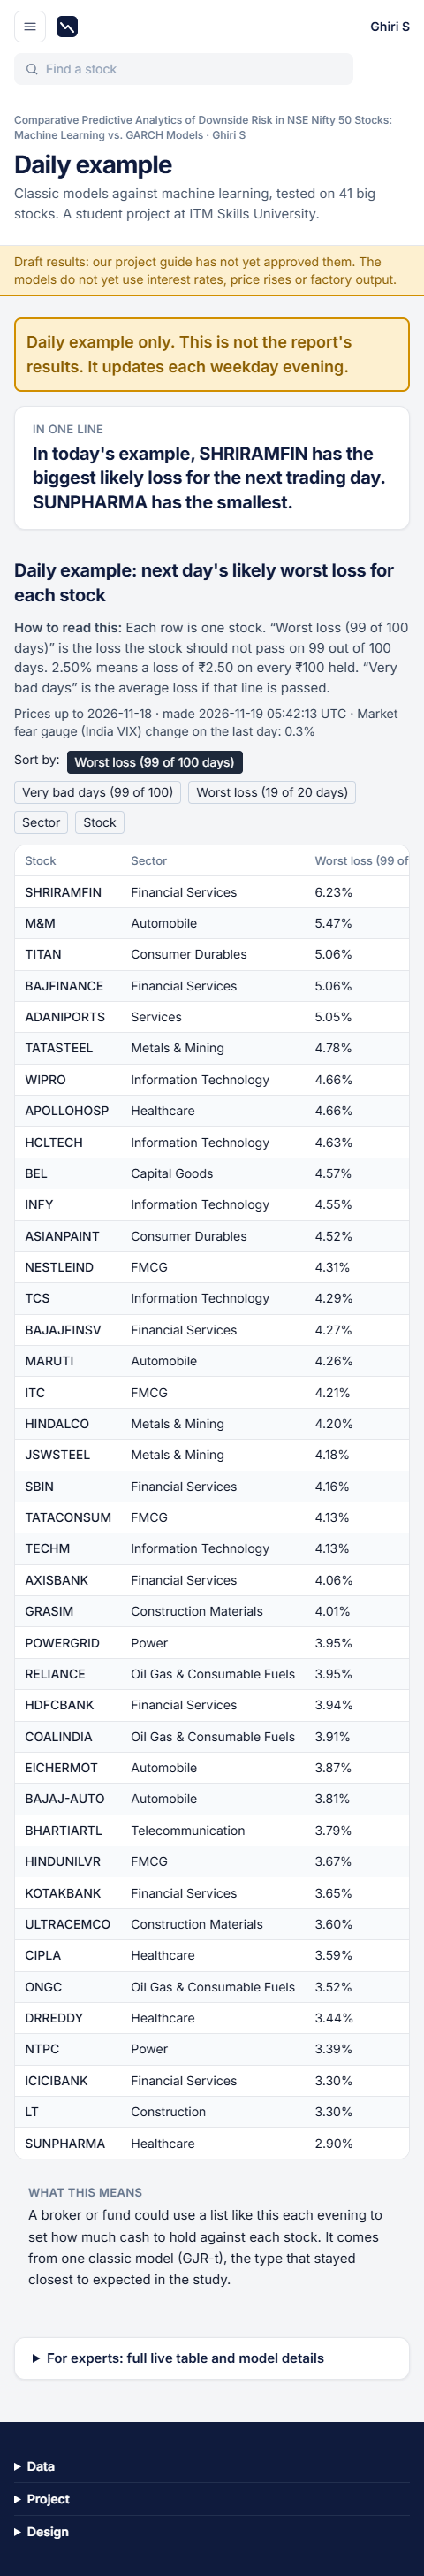 Ghiri S
Find a stock
Comparative Predictive Analytics of Downside Risk in NSE Nifty 50 Stocks:
Machine Learning vs. GARCH Models · Ghiri S
Daily example
Classic models against machine learning, tested on 41 big
stocks. A student project at ITM Skills University.
Draft results: our project guide has not yet approved them. The
models do not yet use interest rates, price rises or factory output.
Daily example only. This is not the report's
results. It updates each weekday evening.
IN ONE LINE
In today's example, SHRIRAMFIN has the
biggest likely loss for the next trading day.
SUNPHARMA has the smallest.
Daily example: next day's likely worst loss for
each stock
How to read this: Each row is one stock. “Worst loss (99 of 100
days)” is the loss the stock should not pass on 99 out of 100
days. 2.50% means a loss of ₹2.50 on every ₹100 held. “Very
bad days” is the average loss if that line is passed.
Prices up to 2026-11-18 · made 2026-11-19 05:42:13 UTC · Market
fear gauge (India VIX) change on the last day: 0.3%
Sort by: Worst loss (99 of 100 days)
Very bad days (99 of 100) Worst loss (19 of 20 days)
Sector Stock
Stock Sector Worst loss (99 of
SHRIRAMFIN Financial Services 6.23%
M&M Automobile 5.47%
TITAN Consumer Durables 5.06%
BAJFINANCE Financial Services 5.06%
ADANIPORTS Services 5.05%
TATASTEEL Metals & Mining 4.78%
WIPRO Information Technology 4.66%
APOLLOHOSP Healthcare 4.66%
HCLTECH Information Technology 4.63%
BEL Capital Goods 4.57%
INFY Information Technology 4.55%
ASIANPAINT Consumer Durables 4.52%
NESTLEIND FMCG 4.31%
TCS Information Technology 4.29%
BAJAJFINSV Financial Services 4.27%
MARUTI Automobile 4.26%
ITC FMCG 4.21%
HINDALCO Metals & Mining 4.20%
JSWSTEEL Metals & Mining 4.18%
SBIN Financial Services 4.16%
TATACONSUM FMCG 4.13%
TECHM Information Technology 4.13%
AXISBANK Financial Services 4.06%
GRASIM Construction Materials 4.01%
POWERGRID Power 3.95%
RELIANCE Oil Gas & Consumable Fuels 3.95%
HDFCBANK Financial Services 3.94%
COALINDIA Oil Gas & Consumable Fuels 3.91%
EICHERMOT Automobile 3.87%
BAJAJ-AUTO Automobile 3.81%
BHARTIARTL Telecommunication 3.79%
HINDUNILVR FMCG 3.67%
KOTAKBANK Financial Services 3.65%
ULTRACEMCO Construction Materials 3.60%
CIPLA Healthcare 3.59%
ONGC Oil Gas & Consumable Fuels 3.52%
DRREDDY Healthcare 3.44%
NTPC Power 3.39%
ICICIBANK Financial Services 3.30%
LT Construction 3.30%
SUNPHARMA Healthcare 2.90%
WHAT THIS MEANS
A broker or fund could use a list like this each evening to
set how much cash to hold against each stock. It comes
from one classic model (GJR-t), the type that stayed
closest to expected in the study.
For experts: full live table and model details
Data
Project
Design